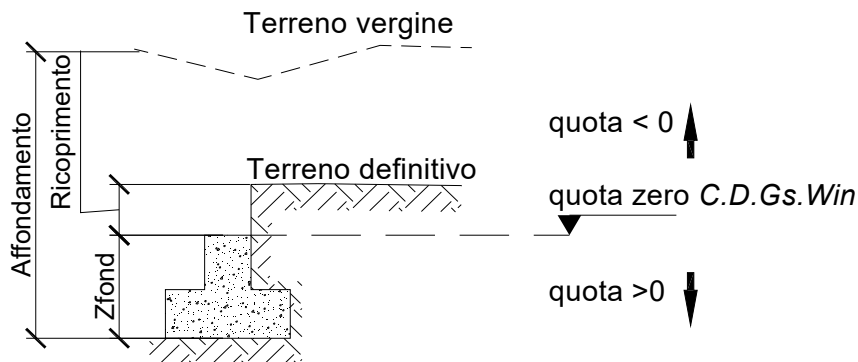 Terreno vergine
Affondamento
Ricoprimento
quota < 0
Terreno definitivo
quota zero C.D.Gs.Win
Zfond
quota >0